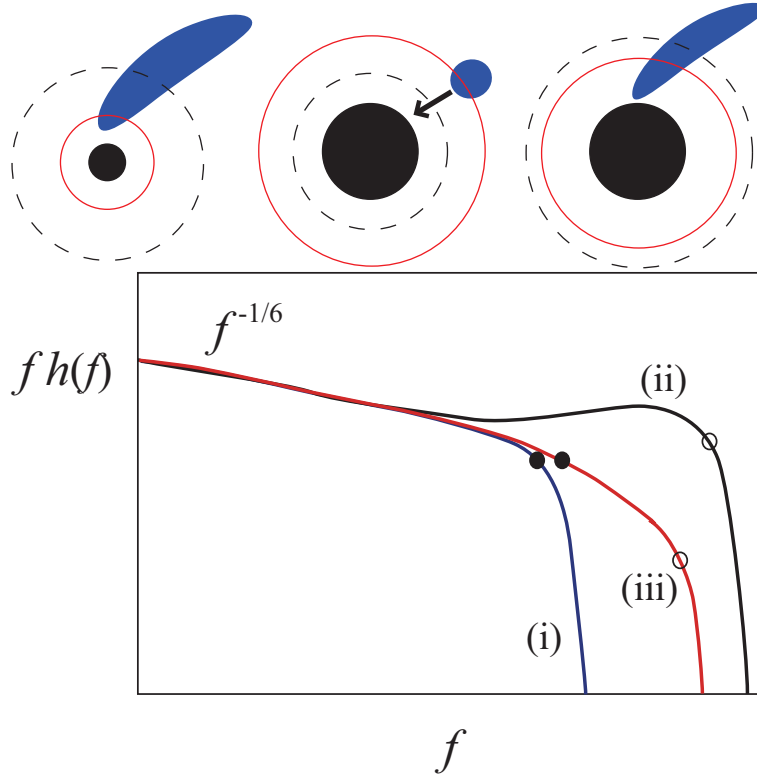 f^{-1/6}
f h(f)
(ii)
(iii)
(i)
f